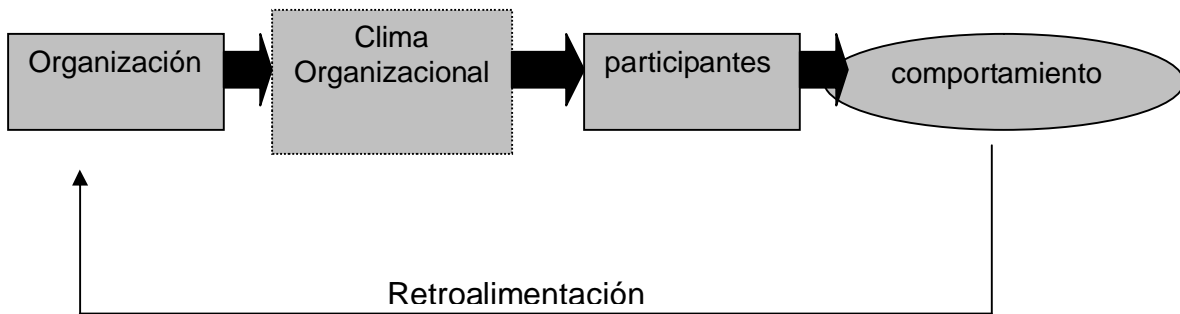 Organización
Clima
Organizacional
participantes
comportamiento
Retroalimentación